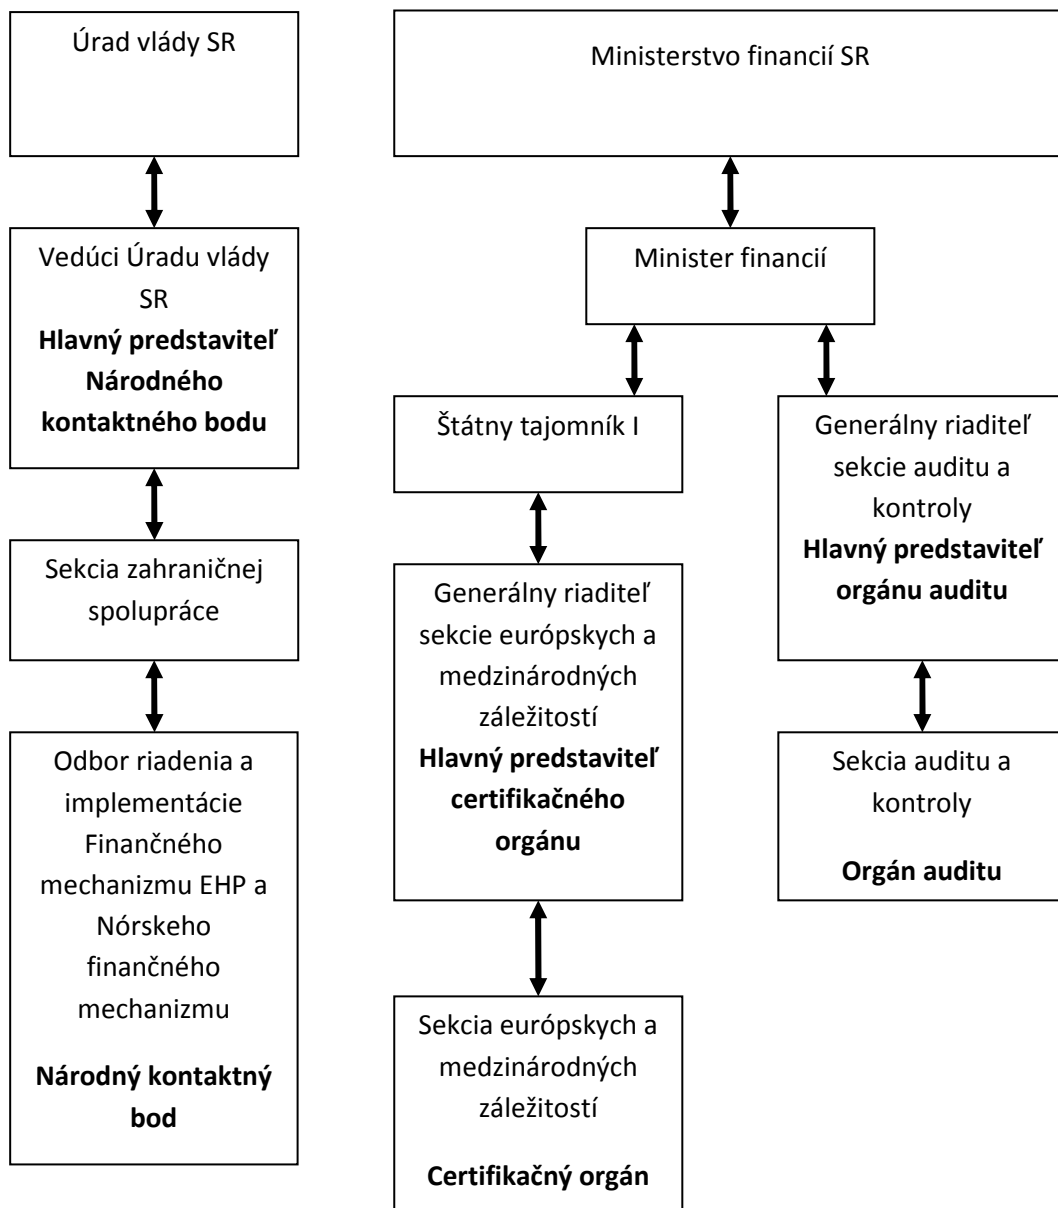 Úrad vlády SR
Vedúci Úradu vlády
SR
Hlavný predstaviteľ
Národného
kontaktného bodu
Sekcia zahraničnej
spolupráce
Odbor riadenia a
implementácie
Finančného
mechanizmu EHP a
Nórskeho
finančného
mechanizmu
Národný kontaktný
bod
Ministerstvo financií SR
Minister financií
Štátny tajomník I
Generálny riaditeľ
sekcie európskych a
medzinárodných
záležitostí
Hlavný predstaviteľ
certifikačného
orgánu
Sekcia európskych a
medzinárodných
záležitostí
Certifikačný orgán
Generálny riaditeľ
sekcie auditu a
kontroly
Hlavný predstaviteľ
orgánu auditu
Sekcia auditu a
kontroly
Orgán auditu